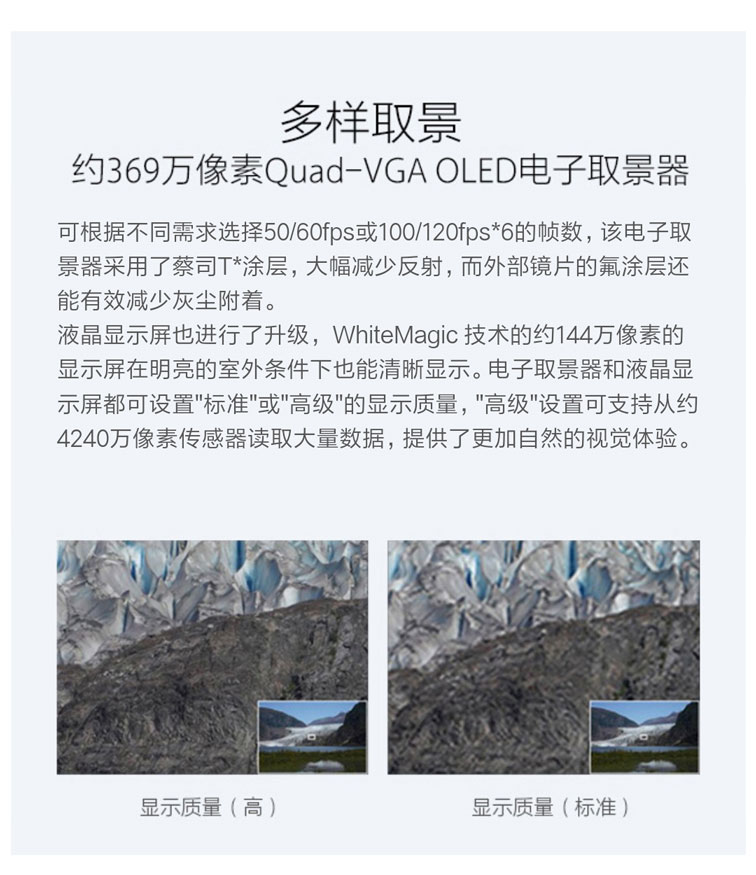 多样取景
约369万像素Quad-VGA OLED电子取景器
可根据不同需求选择50/60fps或100/120fps*6的帧数，该电子取
景器采用了蔡司T*涂层，大幅减少反射，而外部镜片的氟涂层还
能有效减少灰尘附着。
液晶显示屏也进行了升级，WhiteMagic 技术的约144万像素的
显示屏在明亮的室外条件下也能清晰显示。电子取景器和液晶显
示屏都可设置"标准"或"高级"的显示质量，"高级"设置可支持从约
4240万像素传感器读取大量数据，提供了更加自然的视觉体验。
显示质量（高）
显示质量（标准）